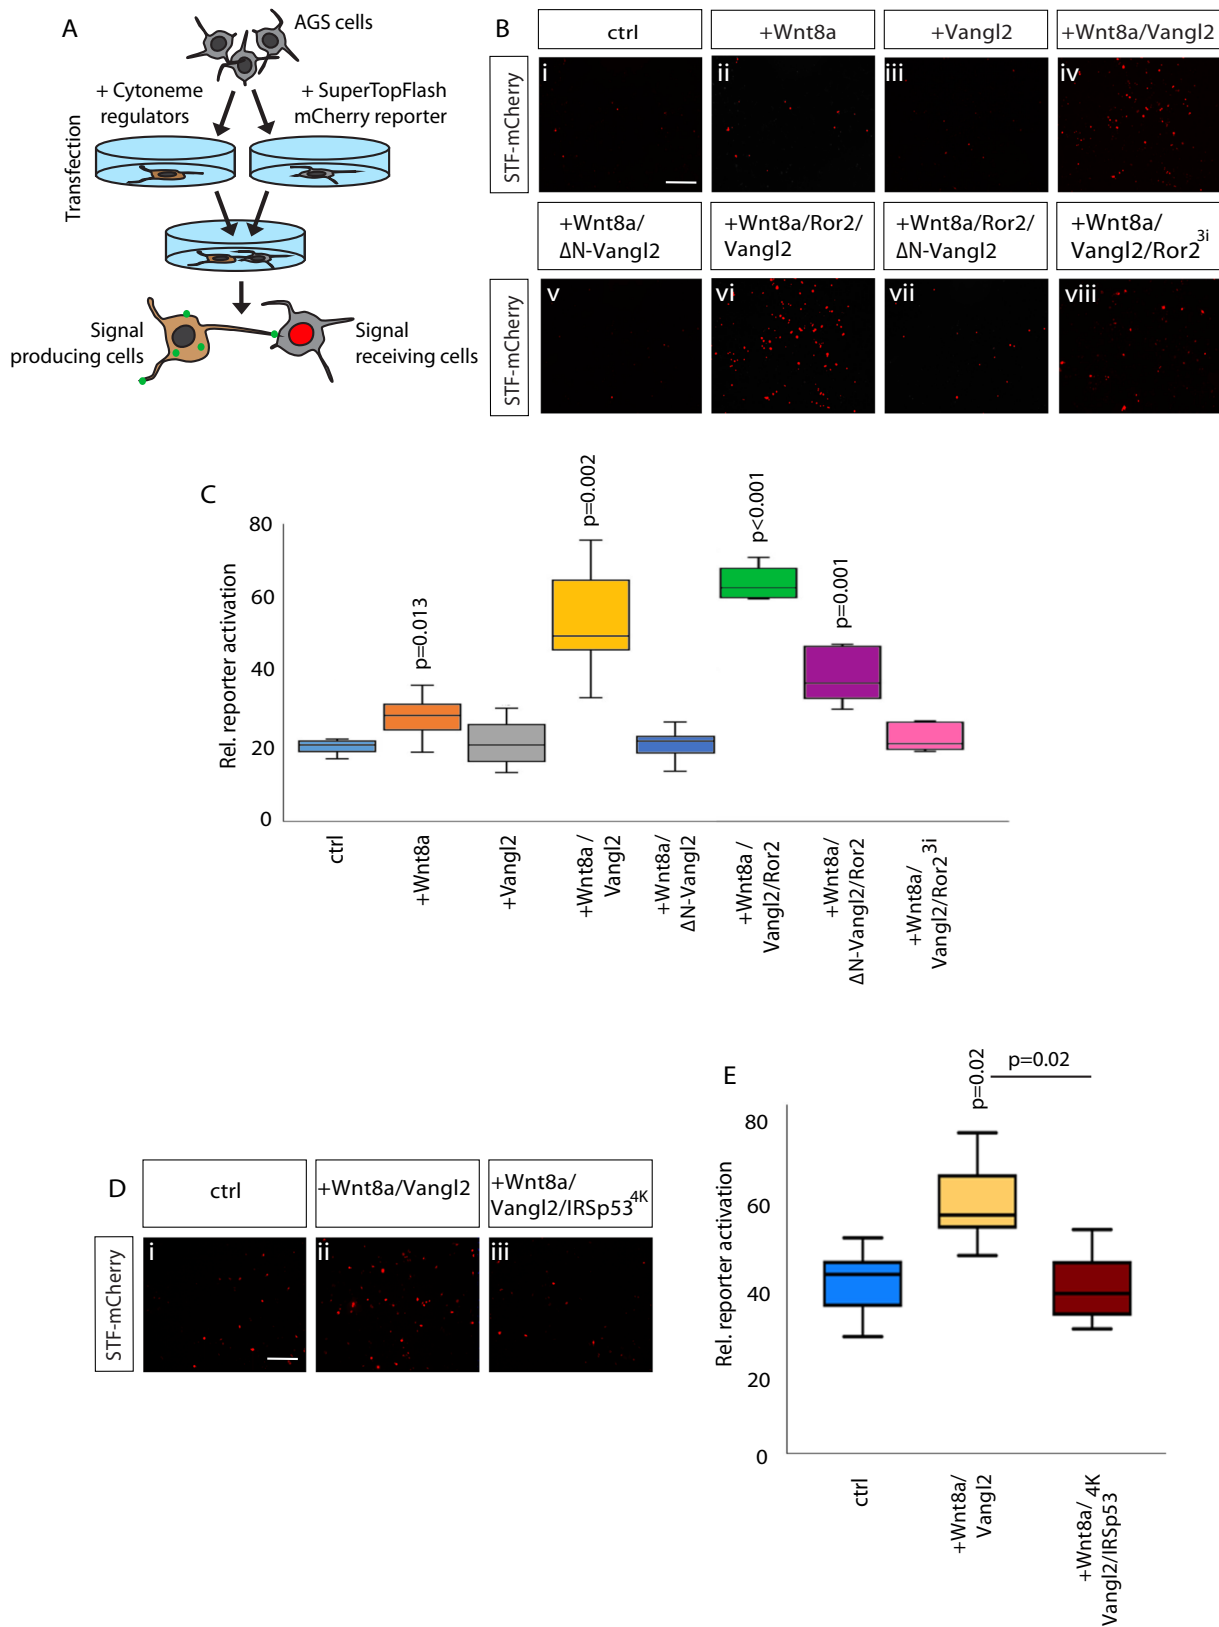 A
AGS cells
+ Cytoneme
regulators
+ SuperTopFlash
mCherry reporter
Transfection
Signal
producing cells
Signal
receiving cells
B
ctrl
+Wnt8a
+Vangl2
+Wnt8a/Vangl2
STF-mCherry
i
ii
iii
iv
+Wnt8a/
ΔN-Vangl2
+Wnt8a/Ror2/
Vangl2
+Wnt8a/Ror2/
ΔN-Vangl2
+Wnt8a/
Vangl2/Ror2 3i
STF-mCherry
v
vi
vii
viii
C
Rel. reporter activation
80
60
40
20
0
p=0.013
p=0.002
p<0.001
p=0.001
ctrl
+Wnt8a
+Vangl2
+Wnt8a/
Vangl2
+Wnt8a/
ΔN-Vangl2
+Wnt8a /
Vangl2/Ror2
+Wnt8a/
ΔN-Vangl2/Ror2
+Wnt8a/
Vangl2/Ror2 3i
D
ctrl
+Wnt8a/Vangl2
+Wnt8a/
Vangl2/IRSp53 4K
STF-mCherry
i
ii
iii
E
p=0.02
p=0.02
Rel. reporter activation
80
60
40
20
0
ctrl
+Wnt8a/
Vangl2
+Wnt8a/
Vangl2/IRSp53 4K